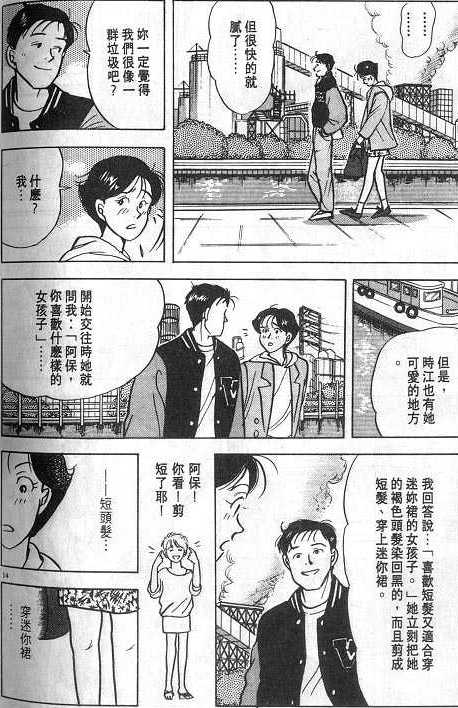 ⋯⋯
⋯⋯
但很快的就
膩了⋯⋯
妳一定覺得
我們很像一
群垃圾吧？
什麼？
我⋯
但是，
時江也有她
可愛的地方
。
開始交往時她就
問我：「阿保，
你喜歡什麼樣的
女孩子」⋯⋯
我回答說⋯「喜歡短髮又適合穿
迷妳裙的女孩子。」她立刻把她
的褐色頭髮染回黑的，而且剪成
短髮、穿上迷你裙。
阿保！
你看！剪
短了耶！
⋯⋯短頭髮⋯
⋯⋯穿迷你裙
14